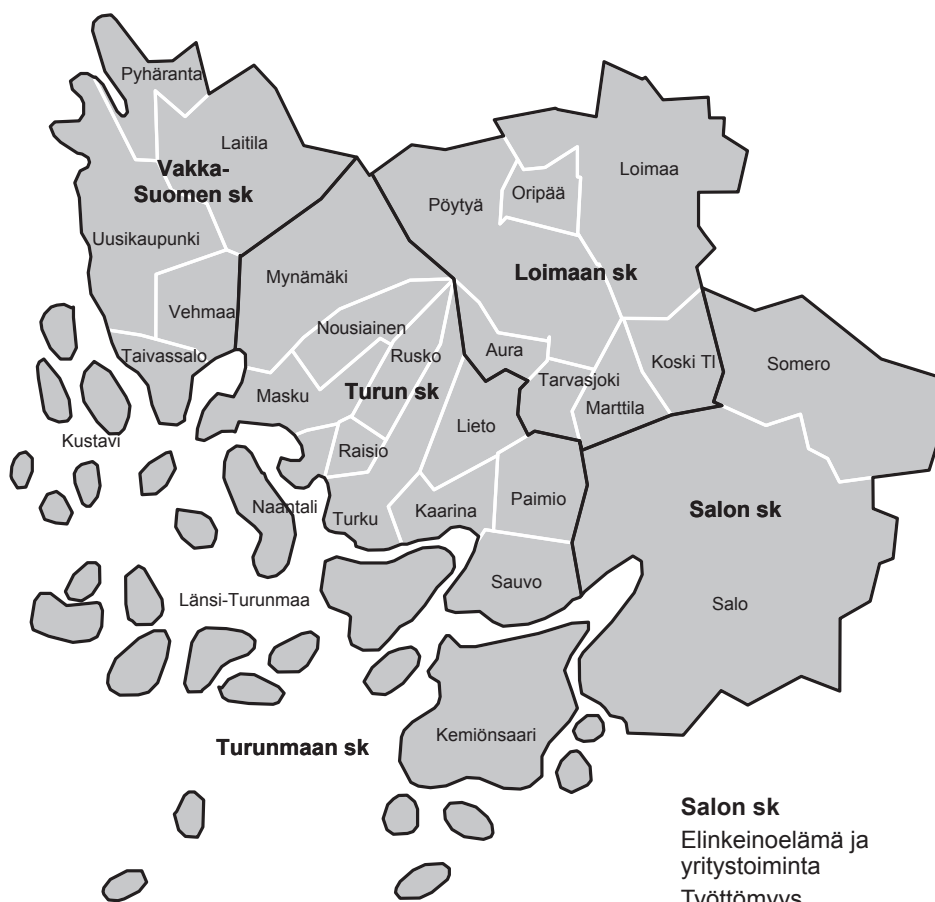 Pyhäranta
Laitila
Vakka-
Suomen sk
Uusikaupunki
Vehmaa
Taivassalo
Kustavi
Loimaa
Oripää
Pöytyä
Loimaan sk
Aura
Tarvasjoki
Marttila
Koski Tl
Mynämäki
Nousiainen
Rusko
Masku
Turun sk
Lieto
Raisio
Naantali
Turku
Kaarina
Paimio
Sauvo
Somero
Salon sk
Salo
Länsi-Turunmaa
Kemiönsaari
Turunmaan sk
Salon sk
Elinkeinoelämä ja
yritystoiminta
Työttömyys